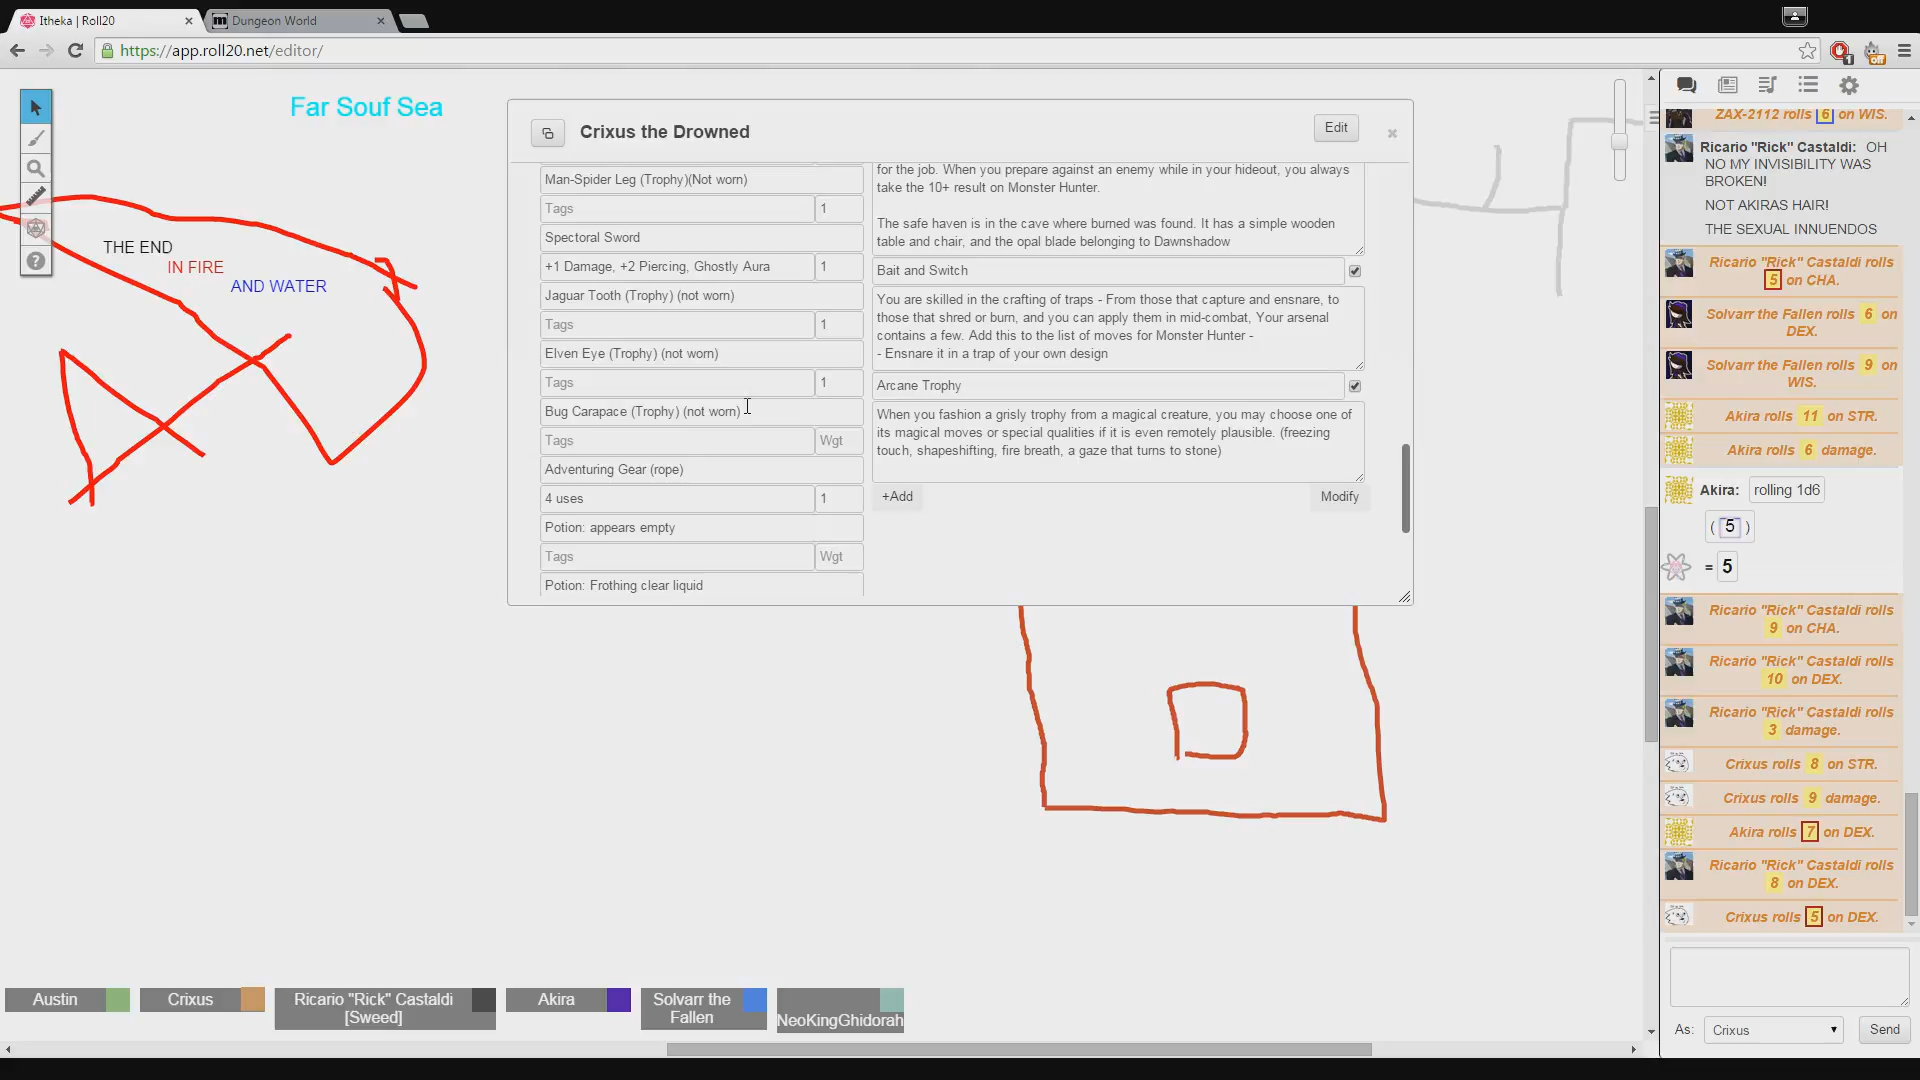 Itheka | Roll20
Dungeon World
https://app.roll20.net/editor/
Far Souf Sea
THE END
IN FIRE
AND WATER
Crixus the Drowned
Edit
Man-Spider Leg (Trophy)(Not worn)
Tags
1
Spectoral Sword
+1 Damage, +2 Piercing, Ghostly Aura
1
Jaguar Tooth (Trophy) (not worn)
Tags
1
Elven Eye (Trophy) (not worn)
Tags
1
Bug Carapace (Trophy) (not worn)
Tags
Wgt
Adventuring Gear (rope)
4 uses
1
Potion: appears empty
Tags
Wgt
Potion: Frothing clear liquid
for the job. When you prepare against an enemy while in your hideout, you always
take the 10+ result on Monster Hunter.
The safe haven is in the cave where burned was found. It has a simple wooden
table and chair, and the opal blade belonging to Dawnshadow
Bait and Switch
You are skilled in the crafting of traps - From those that capture and ensnare, to
those that shred or burn, and you can apply them in mid-combat, Your arsenal
contains a few. Add this to the list of moves for Monster Hunter -
- Ensnare it in a trap of your own design
Arcane Trophy
When you fashion a grisly trophy from a magical creature, you may choose one of
its magical moves or special qualities if it is even remotely plausible. (freezing
touch, shapeshifting, fire breath, a gaze that turns to stone)
+Add
Modify
ZAX-2112 rolls 6 on WIS.
Ricario "Rick" Castaldi: OH
NO MY INVISIBILITY WAS
BROKEN!
NOT AKIRAS HAIR!
THE SEXUAL INNUENDOS
Ricario "Rick" Castaldi rolls
5 on CHA.
Solvarr the Fallen rolls 6 on
DEX.
Solvarr the Fallen rolls 9 on
WIS.
Akira rolls 11 on STR.
Akira rolls 6 damage.
Akira: rolling 1d6
( 5 )
= 5
Ricario "Rick" Castaldi rolls
9 on CHA.
Ricario "Rick" Castaldi rolls
10 on DEX.
Ricario "Rick" Castaldi rolls
3 damage.
Crixus rolls 8 on STR.
Crixus rolls 9 damage.
Akira rolls 7 on DEX.
Ricario "Rick" Castaldi rolls
8 on DEX.
Crixus rolls 5 on DEX.
As: Crixus
Send
Austin
Crixus
Ricario "Rick" Castaldi
[Sweed]
Akira
Solvarr the
Fallen
NeoKingGhidorah